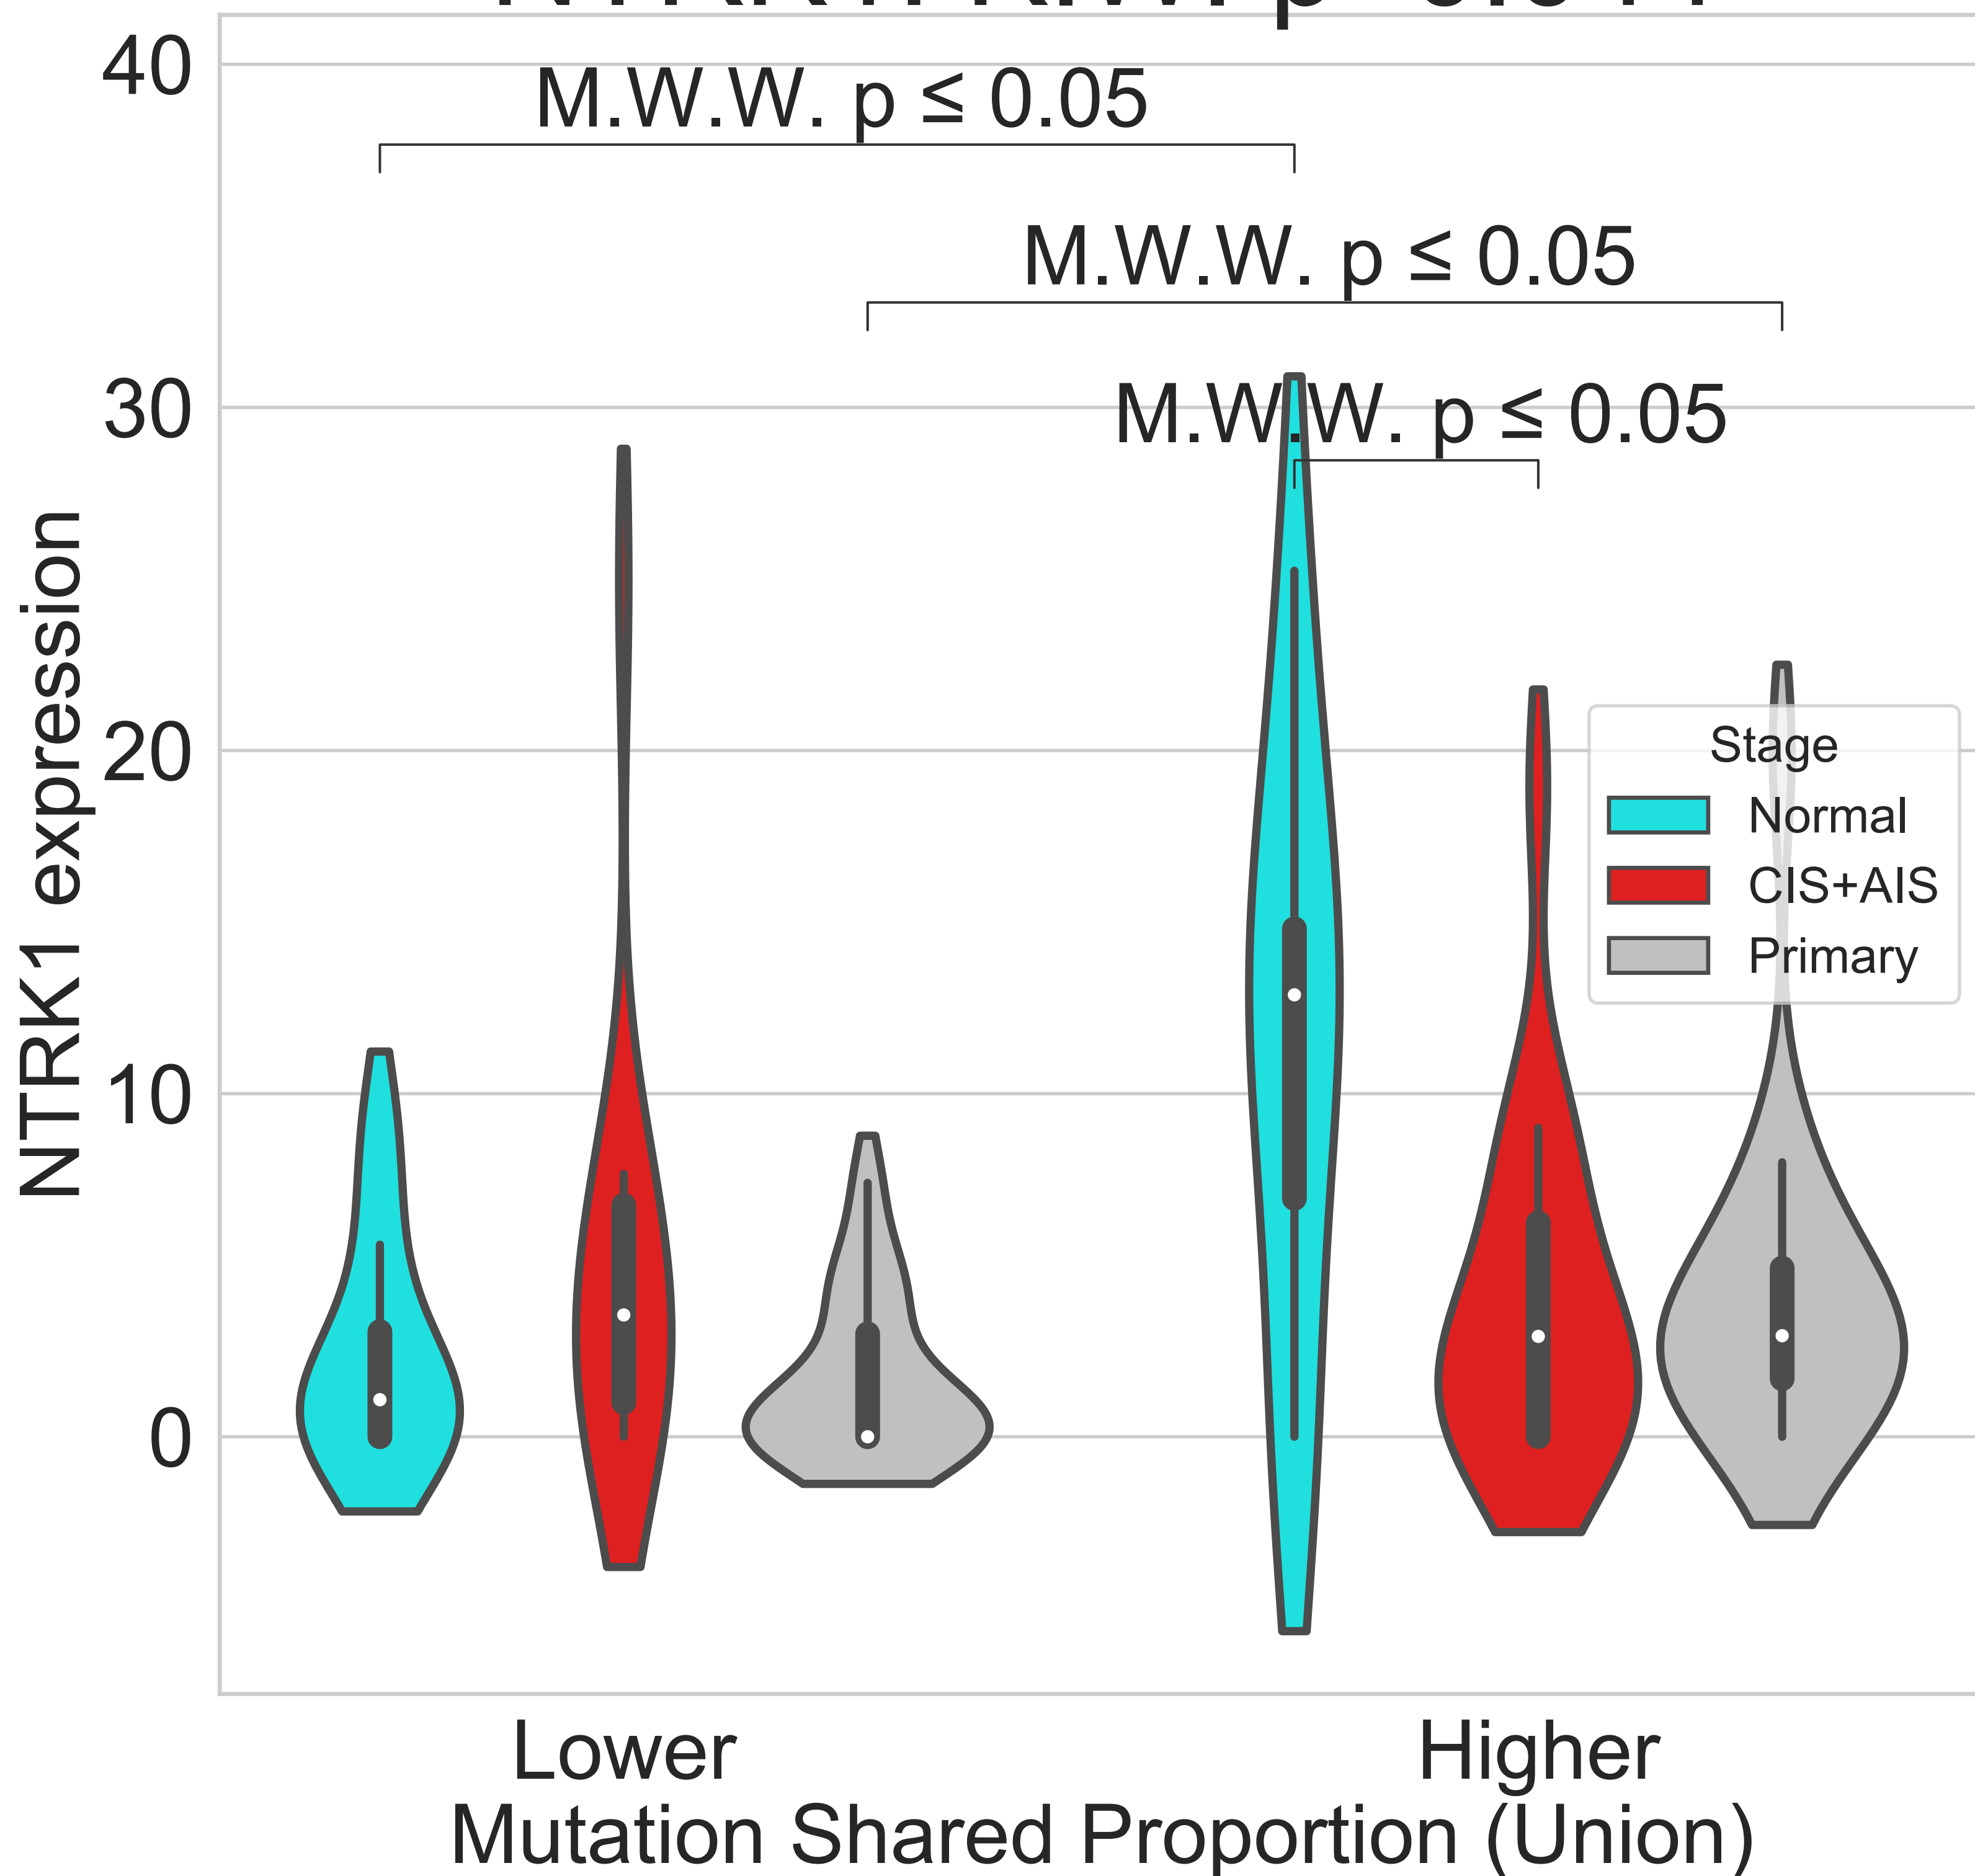 40
M.W.W. p ≤ 0.05
M.W.W. p ≤ 0.05
30
M.W.W. p ≤ 0.05
20
10
0
NTRK1 expression
Stage
Normal
CIS+AIS
Primary
Lower
Higher
Mutation Shared Proportion (Union)